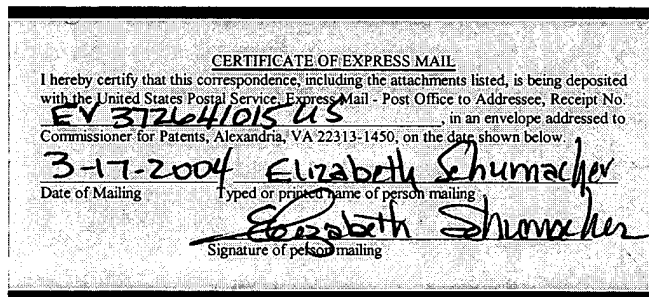 CERTIFICATE OF EXPRESS MAIL
I hereby certify that this correspondence, including the attachments listed, is being deposited
with the United States Postal Service, Express Mail - Post Office to Addressee, Receipt No.
EV 372641015 US, in an envelope addressed to
Commissioner for Patents, Alexandria, VA 22313-1450, on the date shown below.
3-17-2004 Elizabeth Schumacher
Date of Mailing Typed or printed name of person mailing
Elizabeth Schumacher
Signature of person mailing